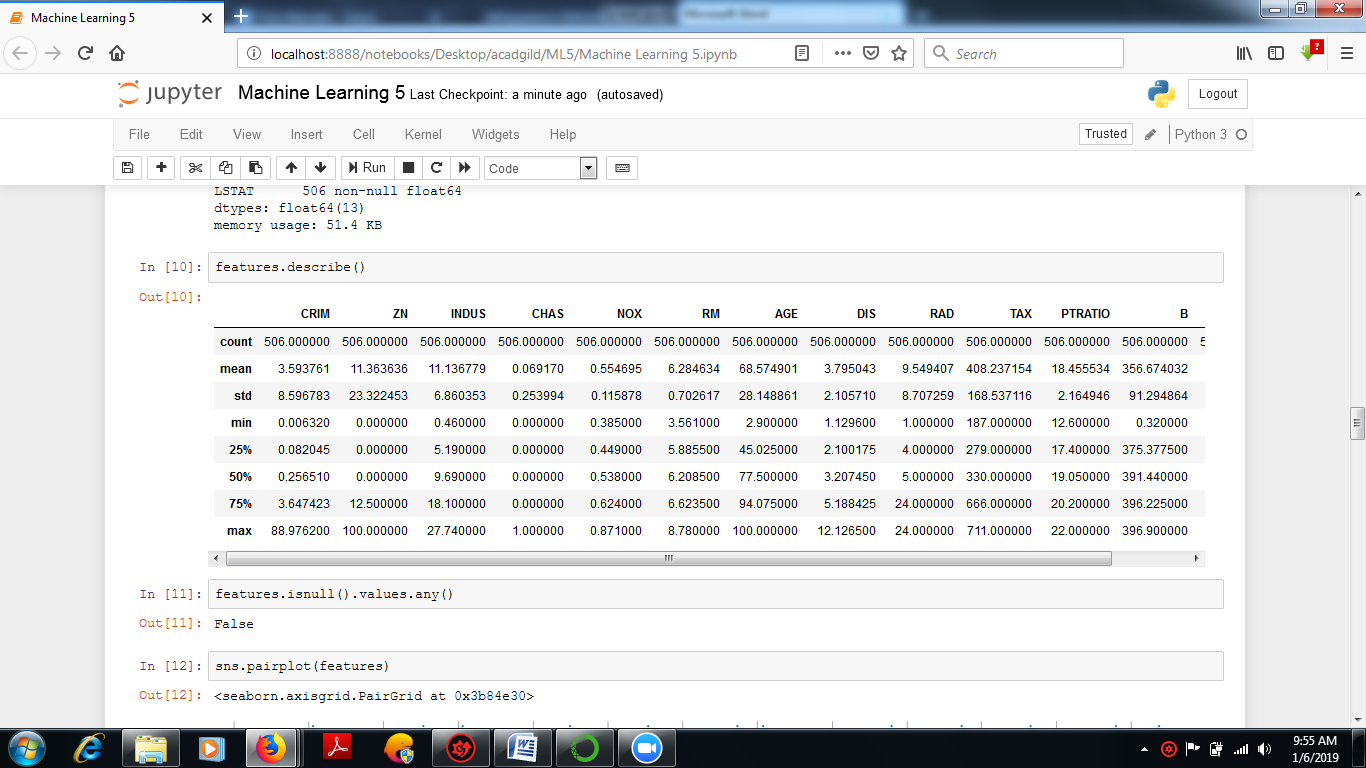 Machine Learning 5
Microsoft Word
localhost:8888/notebooks/Desktop/acadgild/ML5/Machine Learning 5.ipynb
Search
?
jupyter Machine Learning 5 Last Checkpoint: a minute ago (autosaved)
Logout
File Edit View Insert Cell Kernel Widgets Help Trusted Python 3
Run Code
LSTAT 506 non-null float64
dtypes: float64(13)
memory usage: 51.4 KB
In [10]: features.describe()
Out[10]:
CRIM ZN INDUS CHAS NOX RM AGE DIS RAD TAX PTRATIO B
count 506.000000 506.000000 506.000000 506.000000 506.000000 506.000000 506.000000 506.000000 506.000000 506.000000 506.000000 506.000000 5
mean 3.593761 11.363636 11.136779 0.069170 0.554695 6.284634 68.574901 3.795043 9.549407 408.237154 18.455534 356.674032
std 8.596783 23.322453 6.860353 0.253994 0.115878 0.702617 28.148861 2.105710 8.707259 168.537116 2.164946 91.294864
min 0.006320 0.000000 0.460000 0.000000 0.385000 3.561000 2.900000 1.129600 1.000000 187.000000 12.600000 0.320000
25% 0.082045 0.000000 5.190000 0.000000 0.449000 5.885500 45.025000 2.100175 4.000000 279.000000 17.400000 375.377500
50% 0.256510 0.000000 9.690000 0.000000 0.538000 6.208500 77.500000 3.207450 5.000000 330.000000 19.050000 391.440000
75% 3.647423 12.500000 18.100000 0.000000 0.624000 6.623500 94.075000 5.188425 24.000000 666.000000 20.200000 396.225000
max 88.976200 100.000000 27.740000 1.000000 0.871000 8.780000 100.000000 12.126500 24.000000 711.000000 22.000000 396.900000
In [11]: features.isnull().values.any()
Out[11]: False
In [12]: sns.pairplot(features)
Out[12]: <seaborn.axisgrid.PairGrid at 0x3b84e30>
9:55 AM
1/6/2019